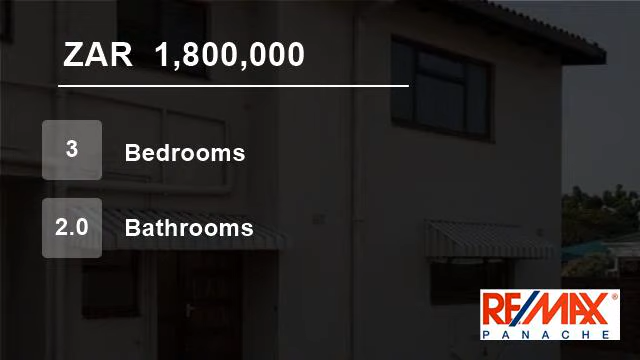 ZAR 1,800,000
3 Bedrooms
2.0 Bathrooms
RE/MAX®
PANACHE